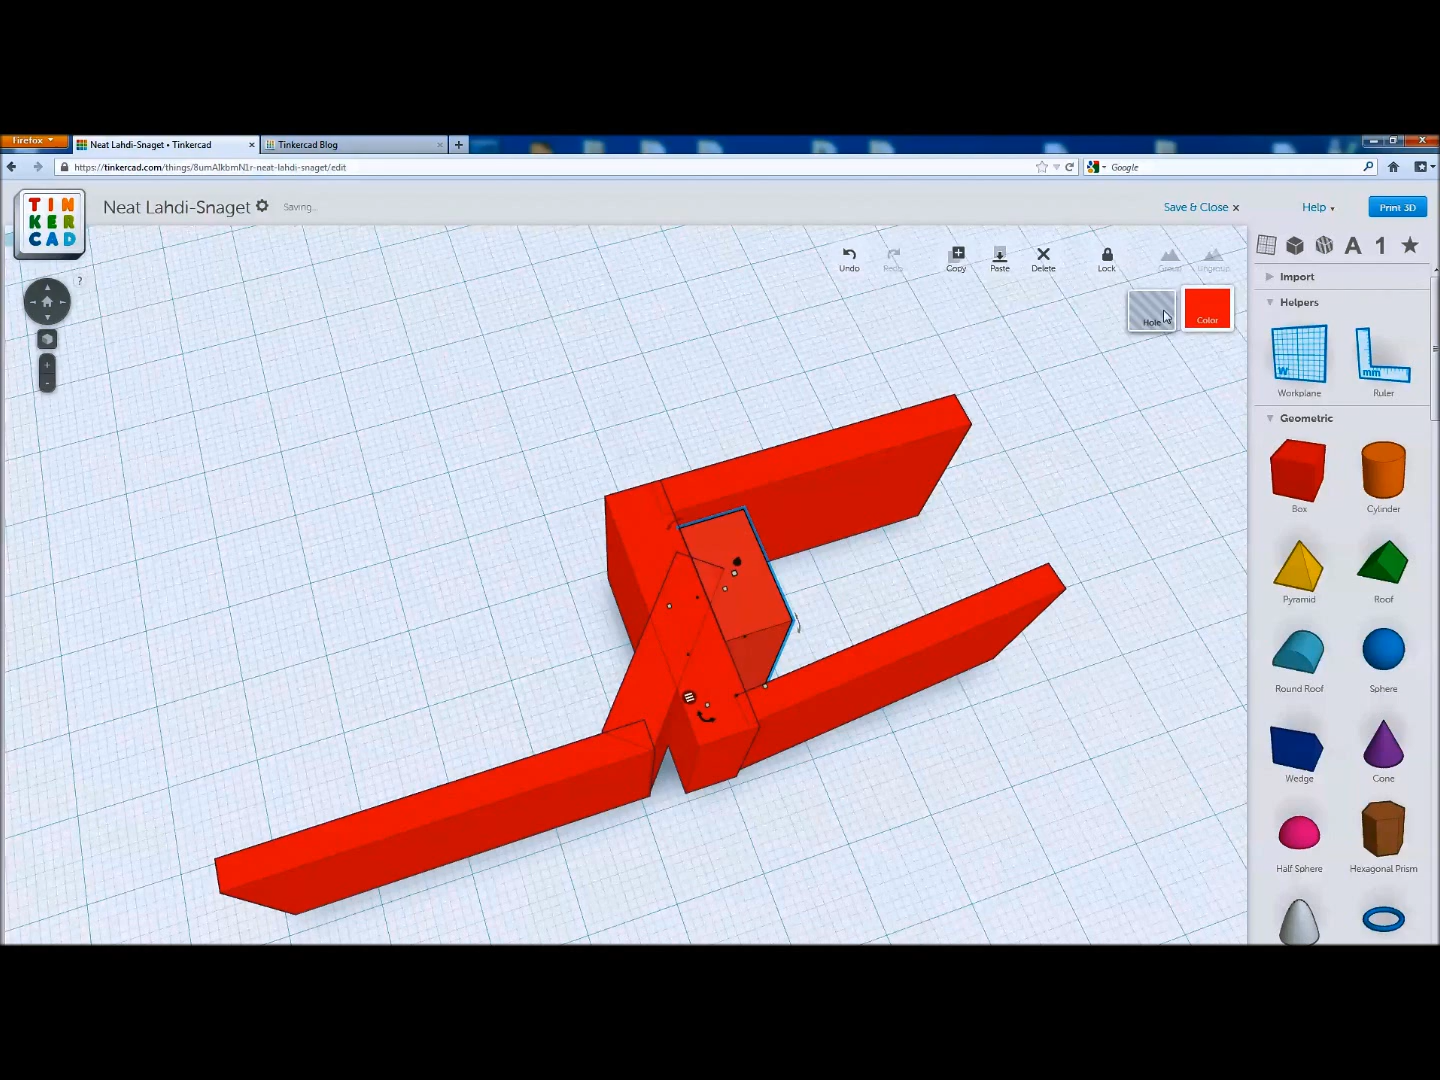 Firefox
Neat Lahdi-Snaget • Tinkercad
Tinkercad Blog
https://tinkercad.com/things/8umAlkbmN1r-neat-lahdi-snaget/edit
Google
TIN
KER
CAD
Neat Lahdi-Snaget
Saving...
Save & Close ×
Help
Print 3D
?
Undo
Redo
Copy
Paste
Delete
Lock
Group
Ungroup
A
1
Hole
Color
Import
Helpers
W
mm
Workplane
Ruler
Geometric
Box
Cylinder
Pyramid
Roof
Round Roof
Sphere
Wedge
Cone
Half Sphere
Hexagonal Prism